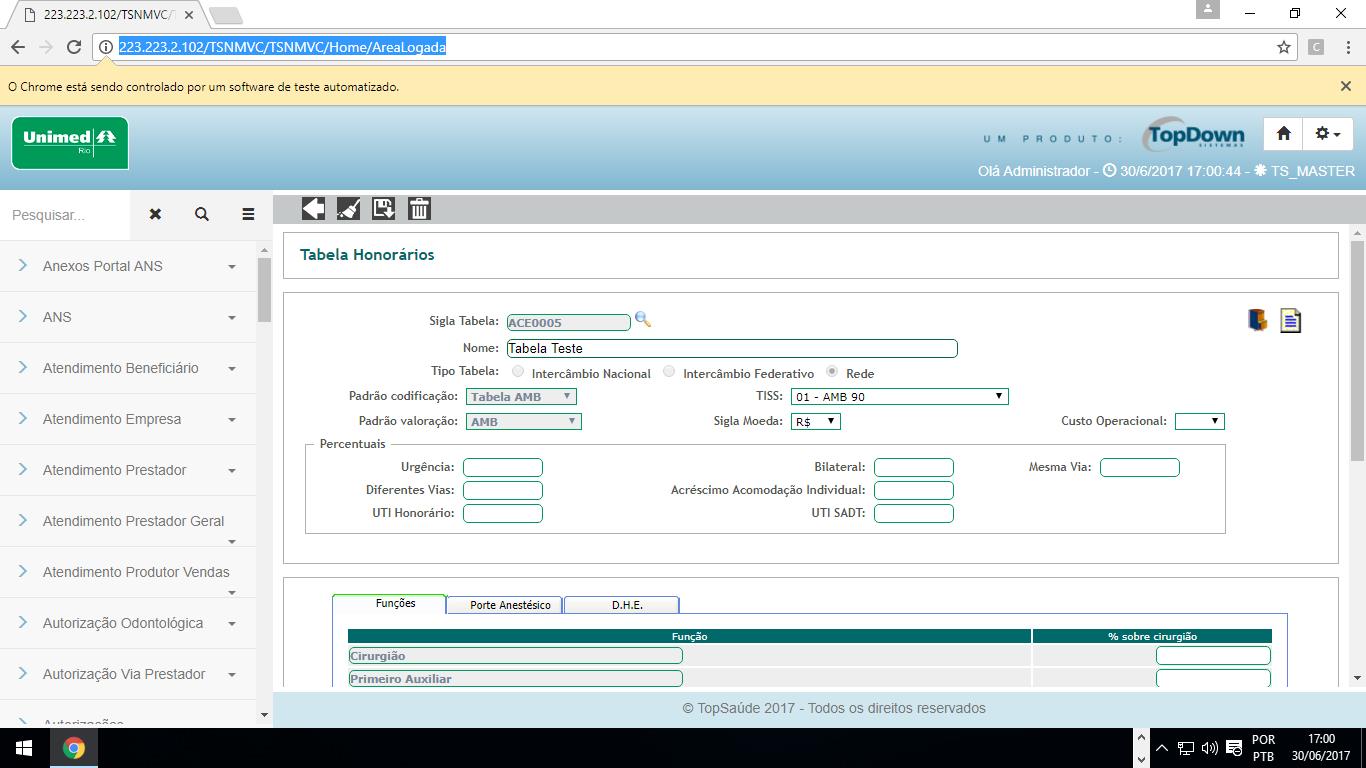 223.223.2.102/TSNMVC/T
223.223.2.102/TSNMVC/TSNMVC/Home/AreaLogada
C
O Chrome está sendo controlado por um software de teste automatizado.
Unimed
Rio
UM PRODUTO:
TopDown
SISTEMAS
Olá Administrador - 30/6/2017 17:00:44 - TS_MASTER
Pesquisar...
Anexos Portal ANS
ANS
Atendimento Beneficiário
Atendimento Empresa
Atendimento Prestador
Atendimento Prestador Geral
Atendimento Produtor Vendas
Autorização Odontológica
Autorização Via Prestador
Autorizações
Tabela Honorários
Sigla Tabela: ACE0005
Nome: Tabela Teste
Tipo Tabela: Intercâmbio Nacional Intercâmbio Federativo Rede
Padrão codificação: Tabela AMB TISS: 01 - AMB 90
Padrão valoração: AMB Sigla Moeda: R$ Custo Operacional:
Percentuais
Urgência: Bilateral: Mesma Via:
Diferentes Vias: Acréscimo Acomodação Individual:
UTI Honorário: UTI SADT:
Funções Porte Anestésico D.H.E.
Função % sobre cirurgião
Cirurgião
Primeiro Auxiliar
© TopSaúde 2017 - Todos os direitos reservados
POR 17:00
PTB 30/06/2017